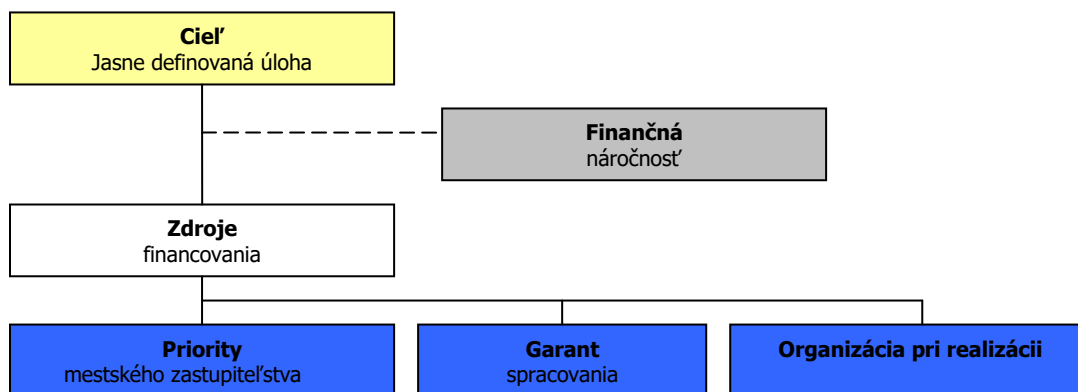 Cieľ
Jasne definovaná úloha
Finančná
náročnosť
Zdroje
financovania
Priority
mestského zastupiteľstva
Garant
spracovania
Organizácia pri realizácii